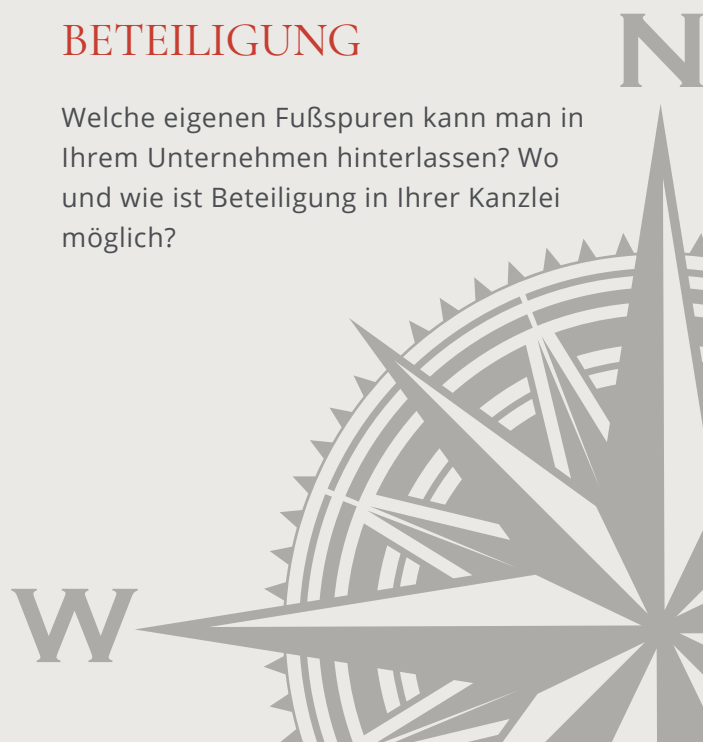 BETEILIGUNG
N
Welche eigenen Fußspuren kann man in
Ihrem Unternehmen hinterlassen? Wo
und wie ist Beteiligung in Ihrer Kanzlei
möglich?
W